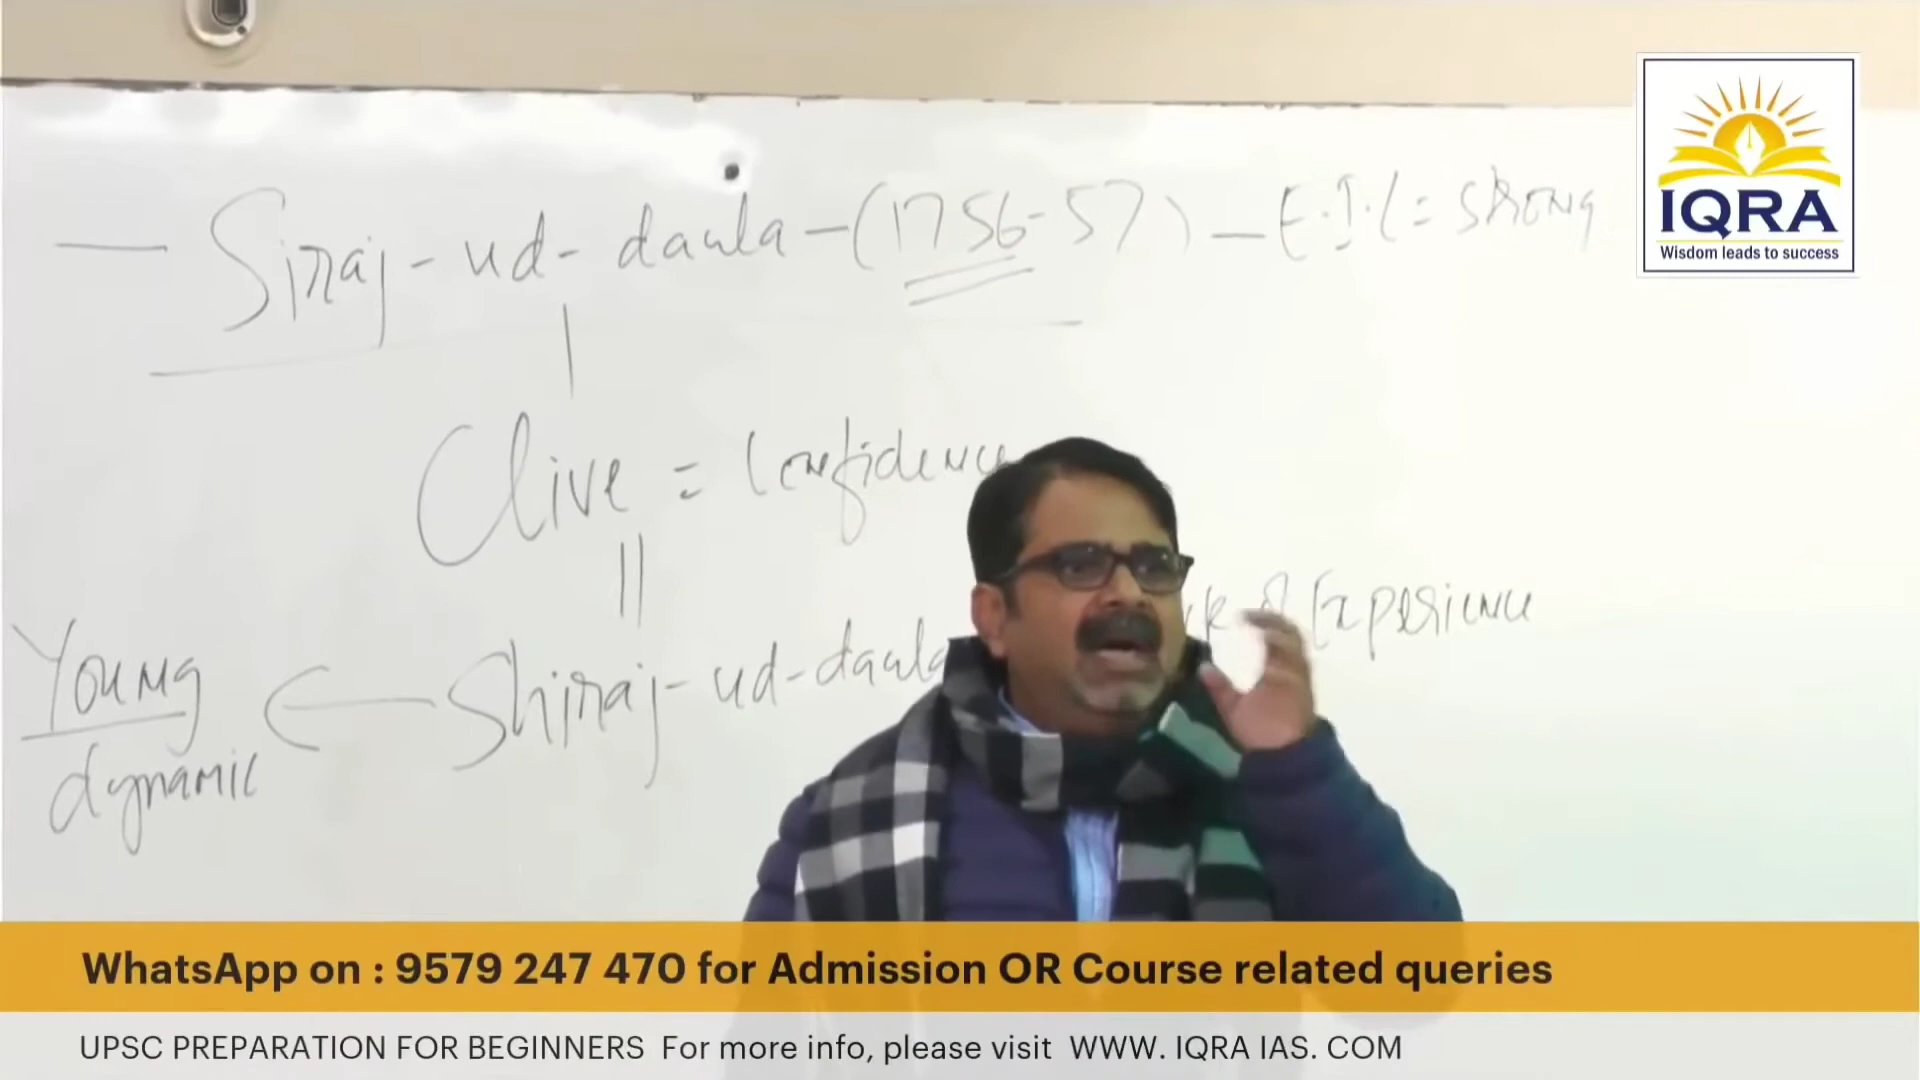 — Siraj-ud-daula — (1756-57) — E.I.C = Strong
Clive = Confidence
Shiraj-ud-daula of Experience
Young
dynamic
IQRA
Wisdom leads to success
WhatsApp on : 9579 247 470 for Admission OR Course related queries
UPSC PREPARATION FOR BEGINNERS For more info, please visit WWW. IQRA IAS. COM